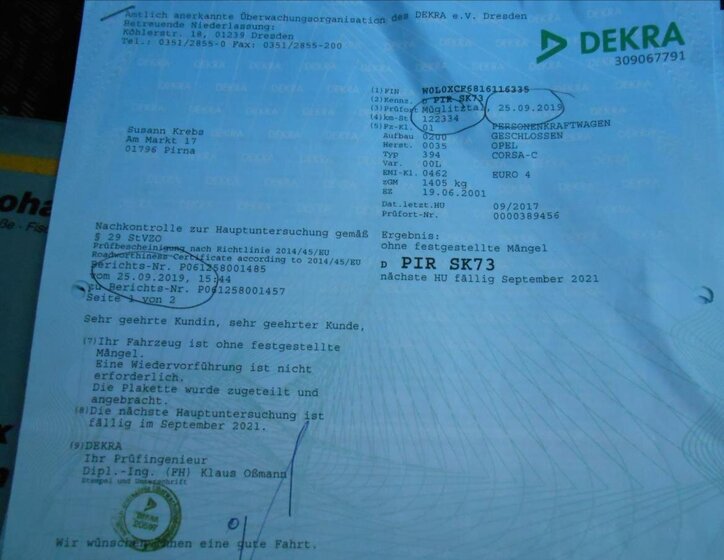 Amtlich anerkannte Überwachungsorganisation des DEKRA e.V. Dresden
Betreuende Niederlassung:
Köhlerstr. 18, 01239 Dresden
Tel.: 0351/2855-0 Fax: 0351/2855-200
DEKRA
309067791
(1) FIN W0L0XCF6816116335
(2) Kennz. D PIR SK73
(3) Prüfort Müglitztal, 25.09.2019
(4) km-St 122334
(5) Fz-Kl. 01 PERSONENKRAFTWAGEN
Aufbau 0200 GESCHLOSSEN
Herst. 0035 OPEL
Typ 394 CORSA-C
Var. 00L
EMI-Kl. 0462 EURO 4
zGM 1405 kg
EZ 19.06.2001
Dat.letzt.HU 09/2017
Prüfort-Nr. 0000389456
Susann Krebs
Am Markt 17
01796 Pirna
Nachkontrolle zur Hauptuntersuchung gemäß
§ 29 StVZO
Prüfbescheinigung nach Richtlinie 2014/45/EU
Roadworthiness Certificate according to 2014/45/EU
Berichts-Nr. P061258001485
vom 25.09.2019, 15:44
zu Berichts-Nr. P061258001457
Seite 1 von 2
Ergebnis:
ohne festgestellte Mängel
D PIR SK73
nächste HU fällig September 2021
Sehr geehrte Kundin, sehr geehrter Kunde,
(7) Ihr Fahrzeug ist ohne festgestellte
Mängel.
Eine Wiedervorführung ist nicht
erforderlich.
Die Plakette wurde zugeteilt und
angebracht.
(8) Die nächste Hauptuntersuchung ist
fällig im September 2021.
(9) DEKRA
Ihr Prüfingenieur
Dipl.-Ing. (FH) Klaus Oßmann
Stempel und Unterschrift
DEKRA
Wir wünschen Ihnen eine gute Fahrt.